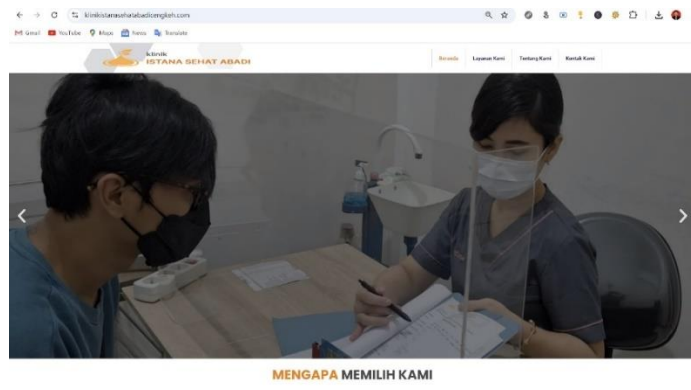 klinikistanasehatabadicengkeh.com
Gmail YouTube Maps News Translate
klinik
ISTANA SEHAT ABADI
Beranda Layanan Kami Tentang Kami Kontak Kami
MENGAPA MEMILIH KAMI